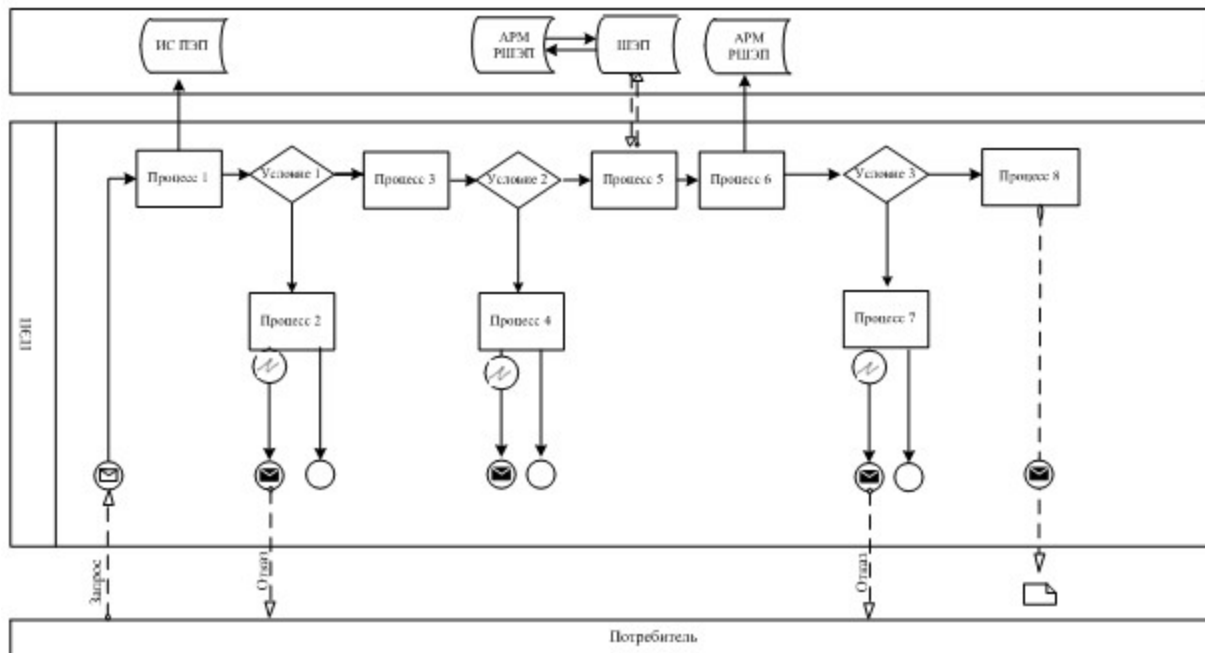 ИС ПЭП
АРМ
РШЭП
ШЭП
АРМ
РШЭП
Процесс 1
Условие 1
Процесс 3
Условие 2
Процесс 5
Процесс 6
Условие 3
Процесс 8
Процесс 2
Процесс 4
Процесс 7
Запрос
Отказ
Отказ
Потребитель